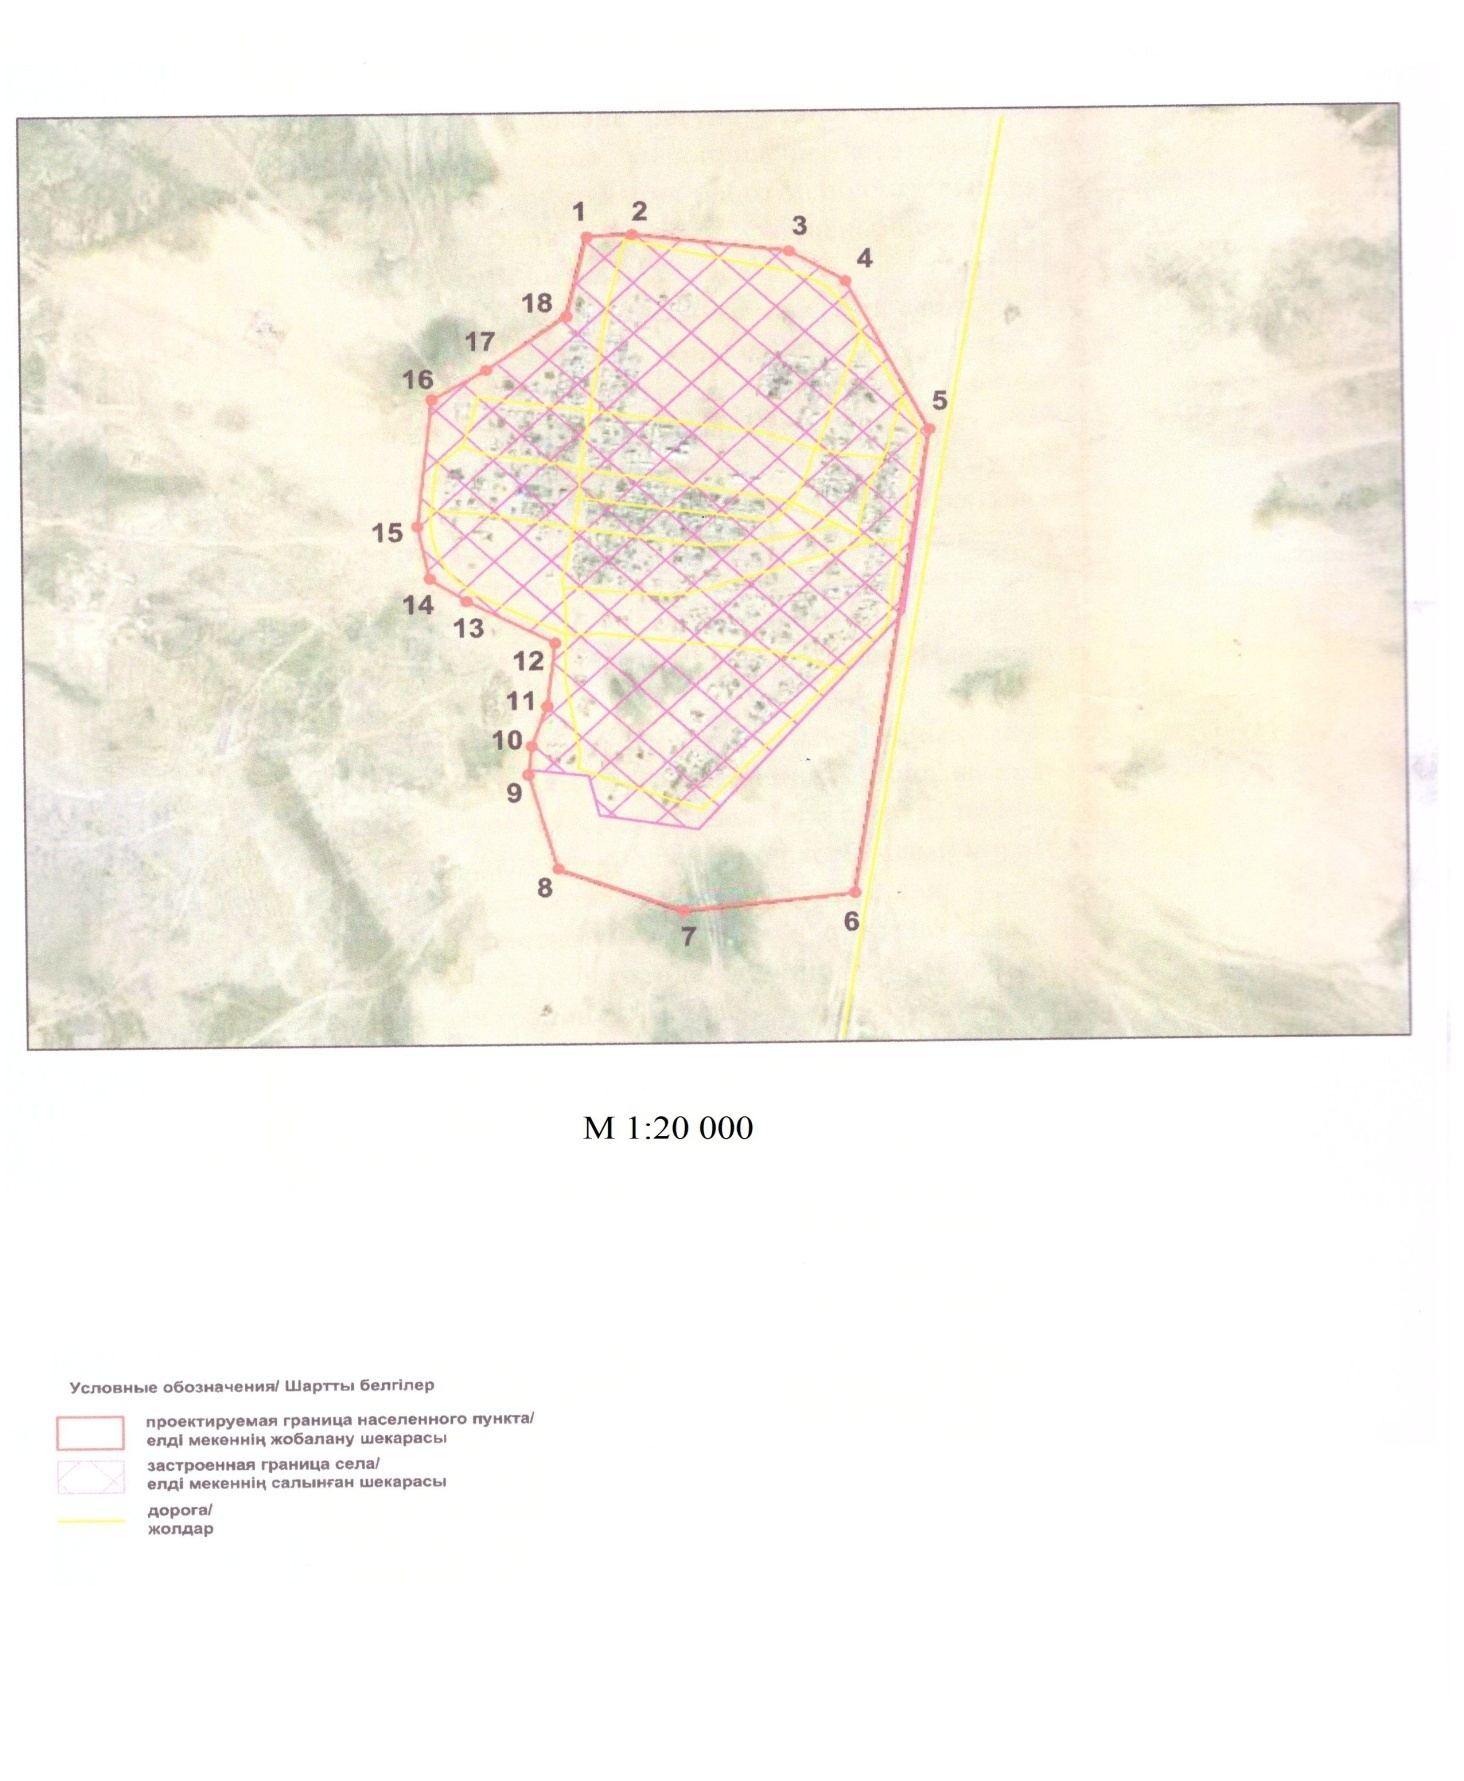 1
2
3
4
18
17
16
5
15
14
13
12
11
10
9
8
6
7
М 1:20 000
Условные обозначения/ Шартты белгілер
проектируемая граница населенного пункта/
елді мекеннің жобалану шекарасы
застроенная граница села/
елді мекеннің салынған шекарасы
дорога/
жолдар